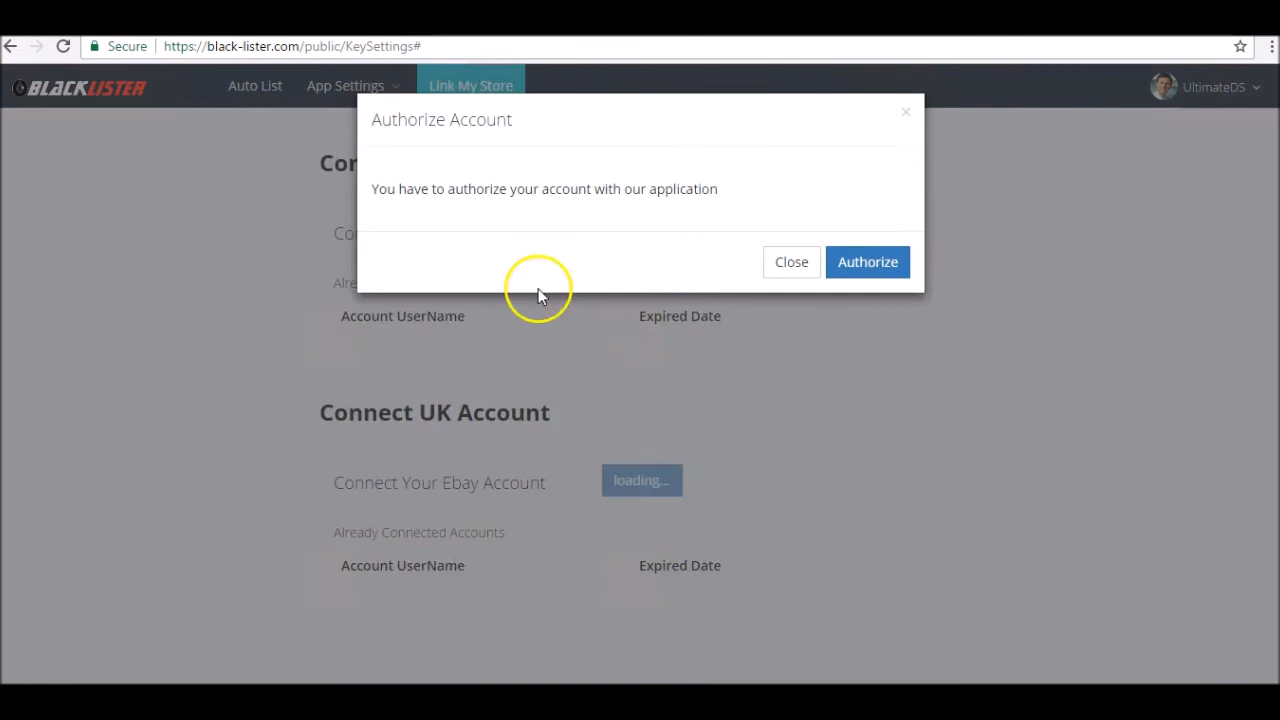 Secure https://black-lister.com/public/KeySettings#
BLACKLISTER Auto List App Settings Link My Store UltimateDS
Authorize Account ×
You have to authorize your account with our application
Close Authorize
Account UserName Expired Date
Connect UK Account
Connect Your Ebay Account loading...
Already Connected Accounts
Account UserName Expired Date